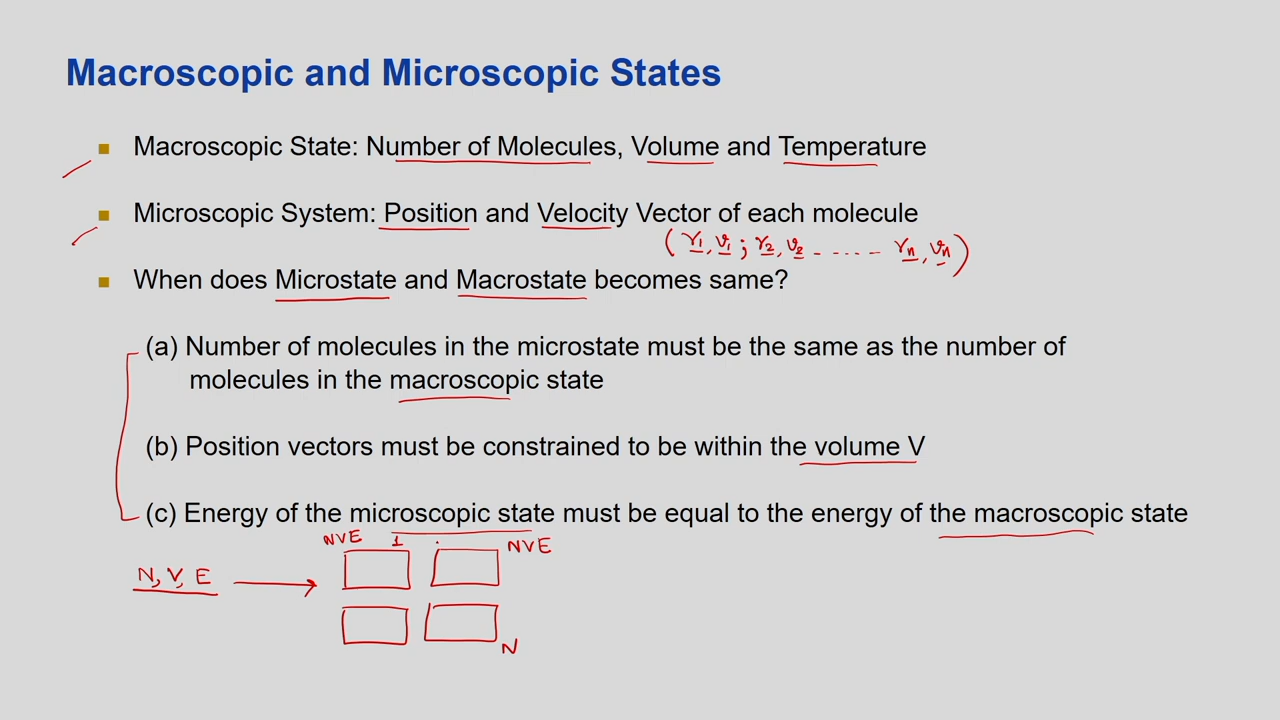 Macroscopic and Microscopic States
Macroscopic State: Number of Molecules, Volume and Temperature
Microscopic System: Position and Velocity Vector of each molecule
(r1, v1 ; r2, v2 - ..... - rn, vn)
When does Microstate and Macrostate becomes same?
(a) Number of molecules in the microstate must be the same as the number of
molecules in the macroscopic state
(b) Position vectors must be constrained to be within the volume V
(c) Energy of the microscopic state must be equal to the energy of the macroscopic state
NVE 1 NVE
N, V, E
N